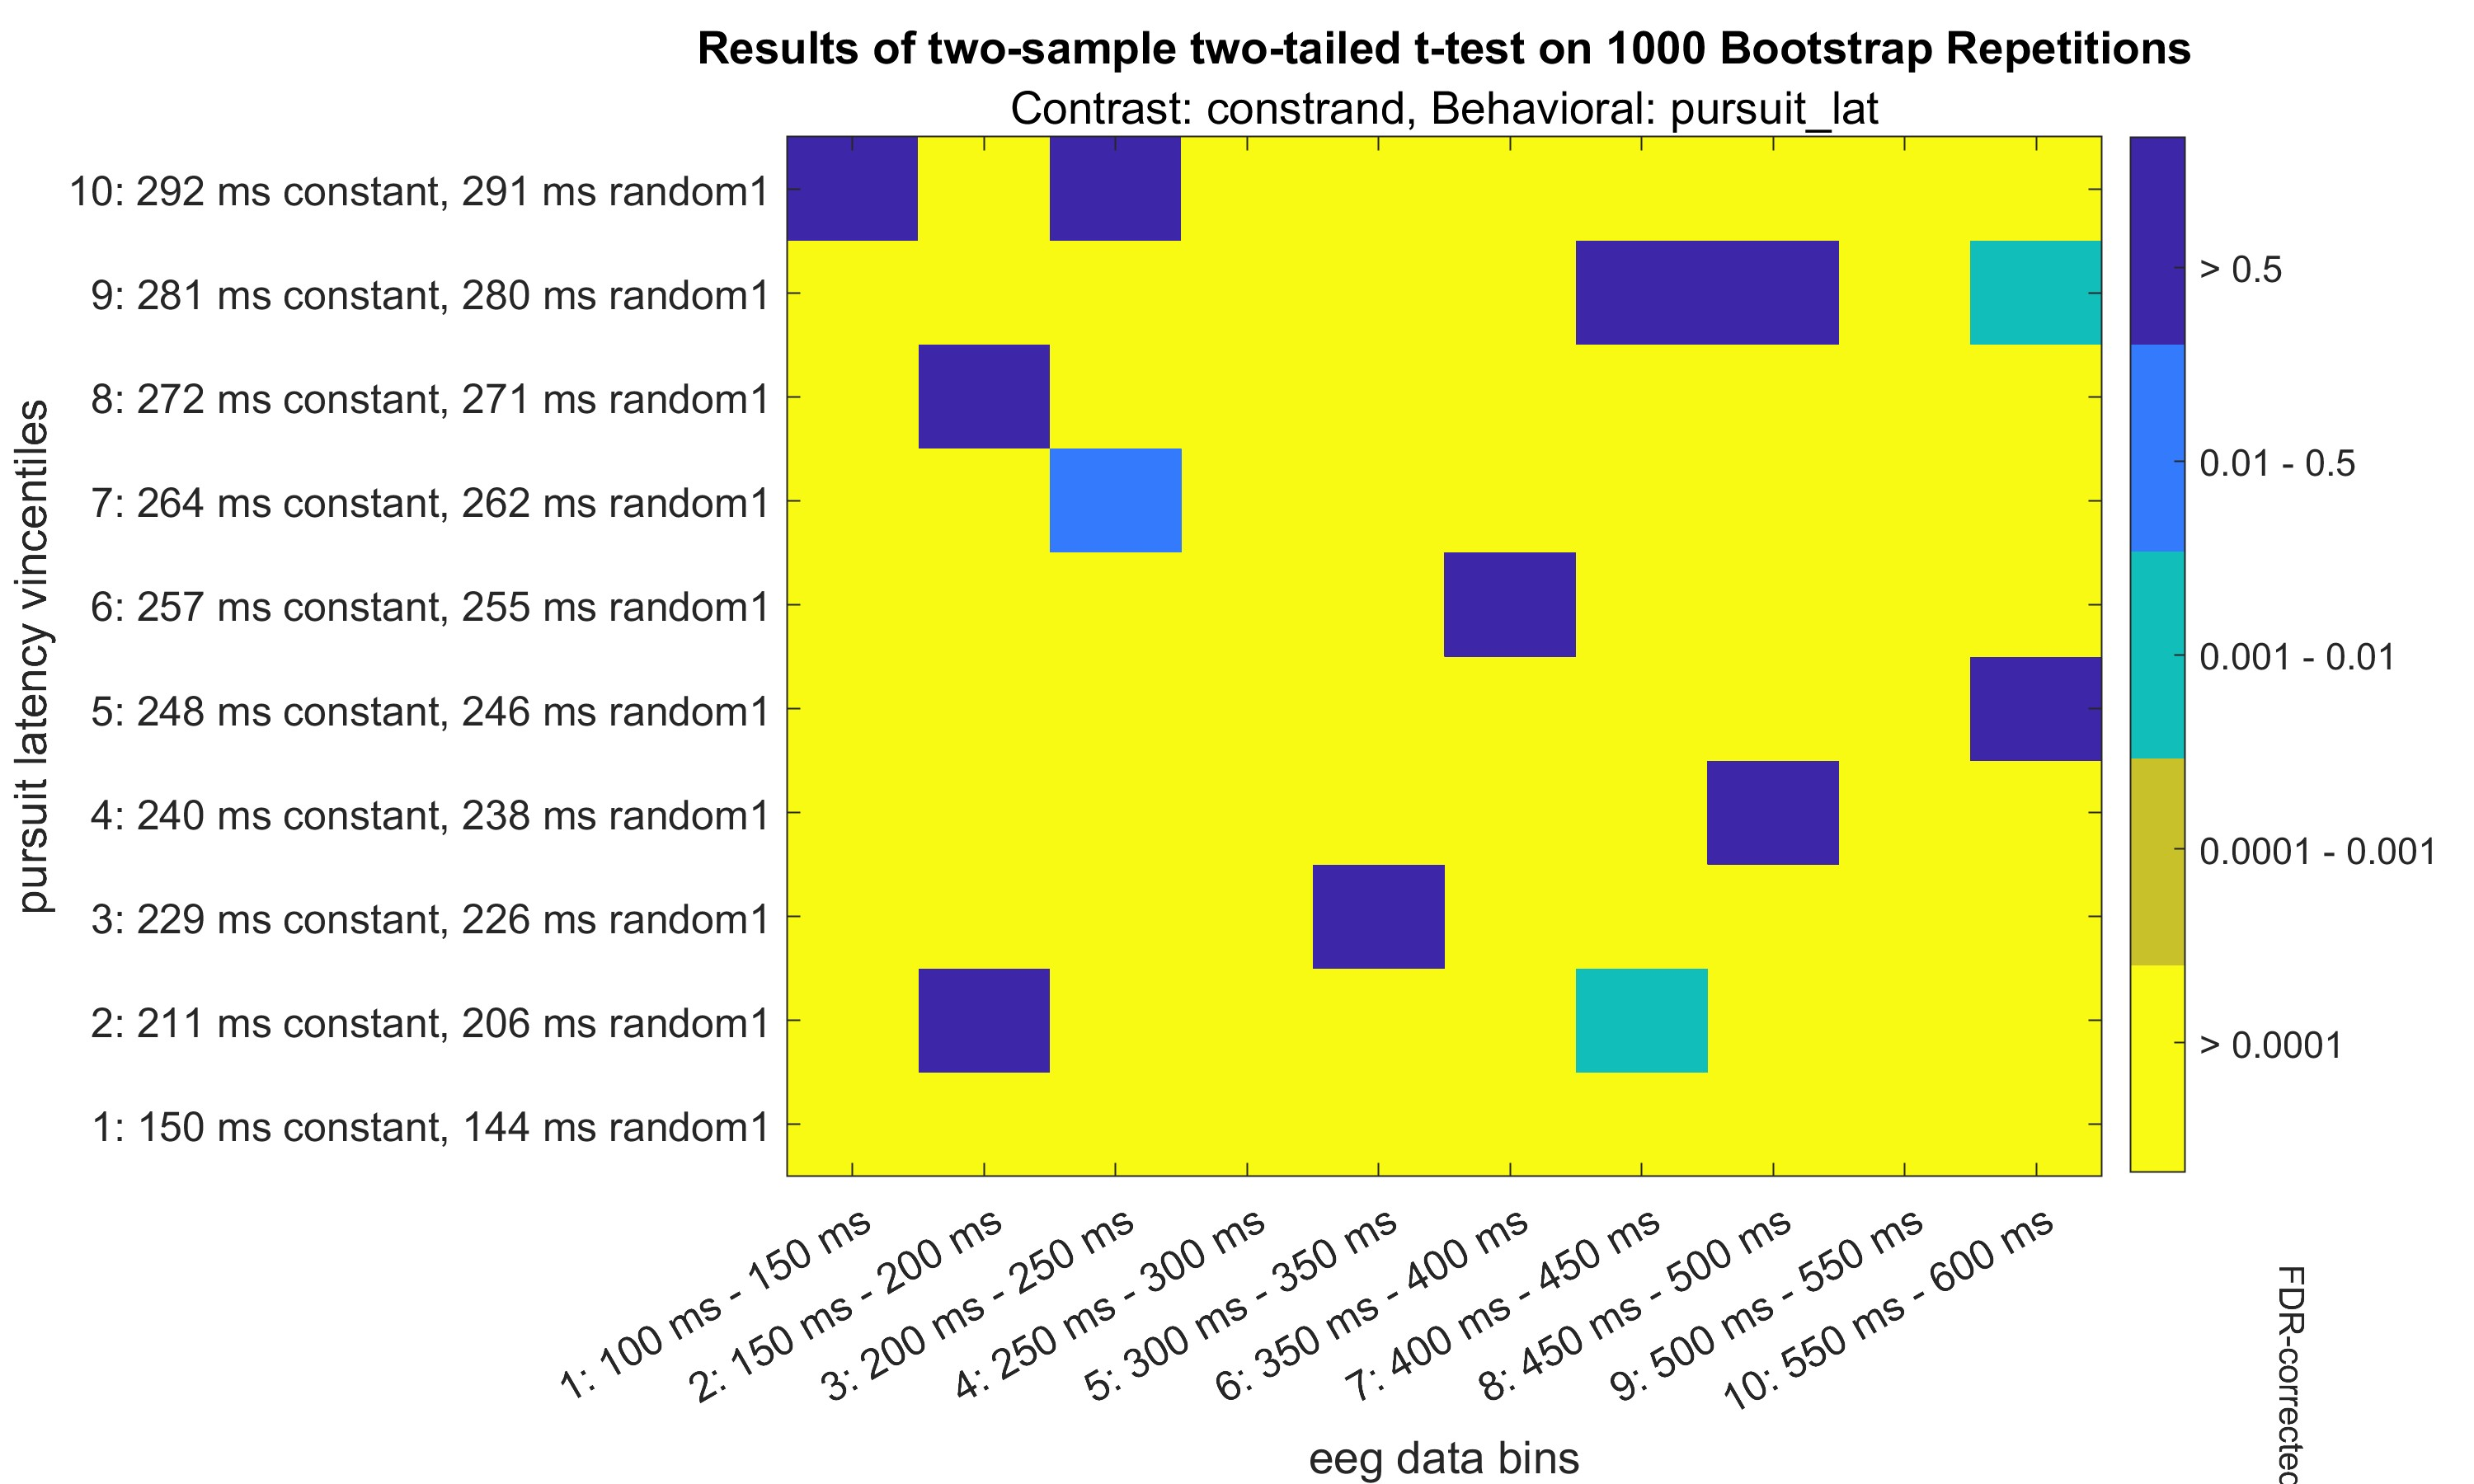 Results of two-sample two-tailed t-test on 1000 Bootstrap Repetitions
Contrast: constrand, Behavioral: pursuit_lat
pursuit latency vincentiles
10: 292 ms constant, 291 ms random1
9: 281 ms constant, 280 ms random1
8: 272 ms constant, 271 ms random1
7: 264 ms constant, 262 ms random1
6: 257 ms constant, 255 ms random1
5: 248 ms constant, 246 ms random1
4: 240 ms constant, 238 ms random1
3: 229 ms constant, 226 ms random1
2: 211 ms constant, 206 ms random1
1: 150 ms constant, 144 ms random1
1: 100 ms - 150 ms
2: 150 ms - 200 ms
3: 200 ms - 250 ms
4: 250 ms - 300 ms
5: 300 ms - 350 ms
6: 350 ms - 400 ms
7: 400 ms - 450 ms
8: 450 ms - 500 ms
9: 500 ms - 550 ms
10: 550 ms - 600 ms
eeg data bins
> 0.5
0.01 - 0.5
0.001 - 0.01
0.0001 - 0.001
> 0.0001
FDR-corrected